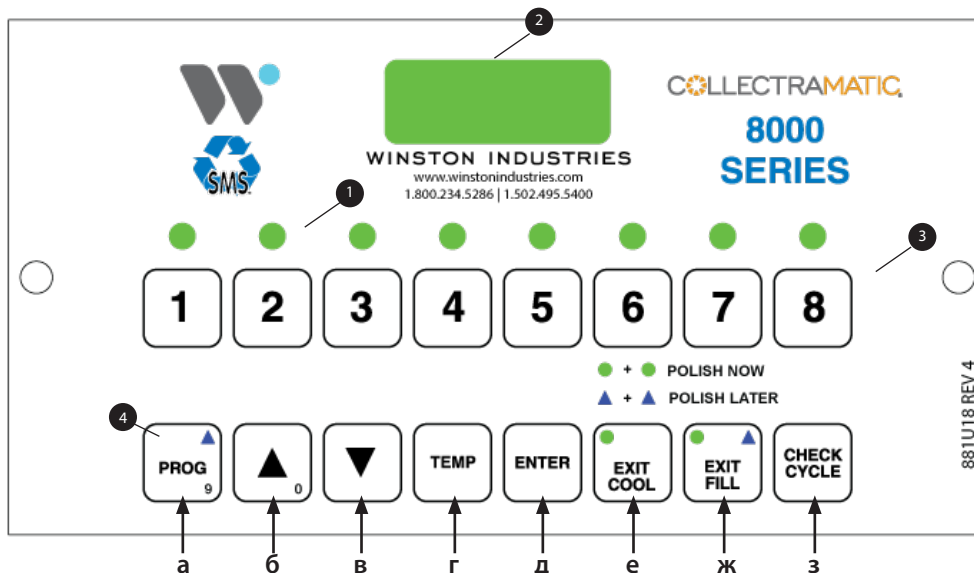 2
COLLECTRAMATIC®
8000
SERIES
SMS
WINSTON INDUSTRIES
www.winstonindustries.com
1.800.234.5286 | 1.502.495.5400
1
3
1 2 3 4 5 6 7 8
● + ● POLISH NOW
▲ + ▲ POLISH LATER
881U18 REV 4
4
PROG 9
▲ 0
▼
TEMP
ENTER
EXIT
COOL
EXIT
FILL
CHECK
CYCLE
а б в г д е ж з